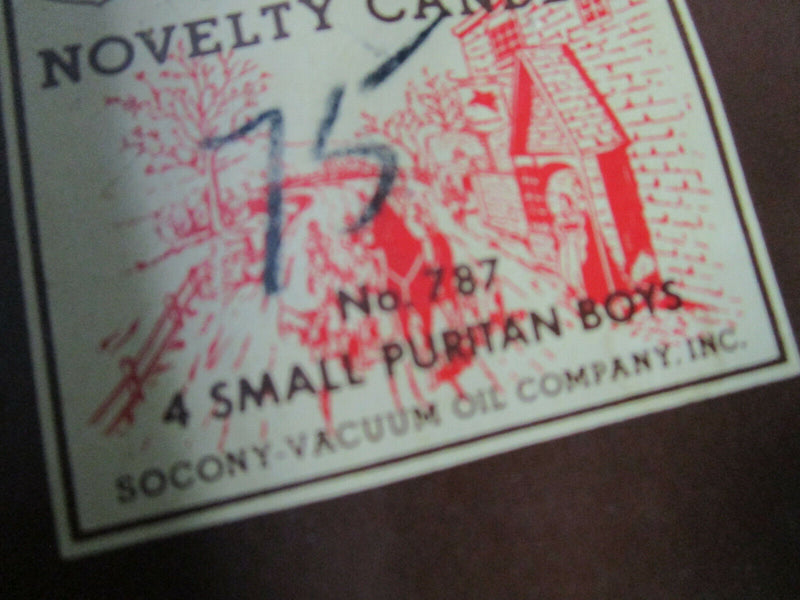 NOVELTY
75
No. 787
4 SMALL PURITAN BOYS
SOCONY-VACUUM OIL COMPANY, INC.